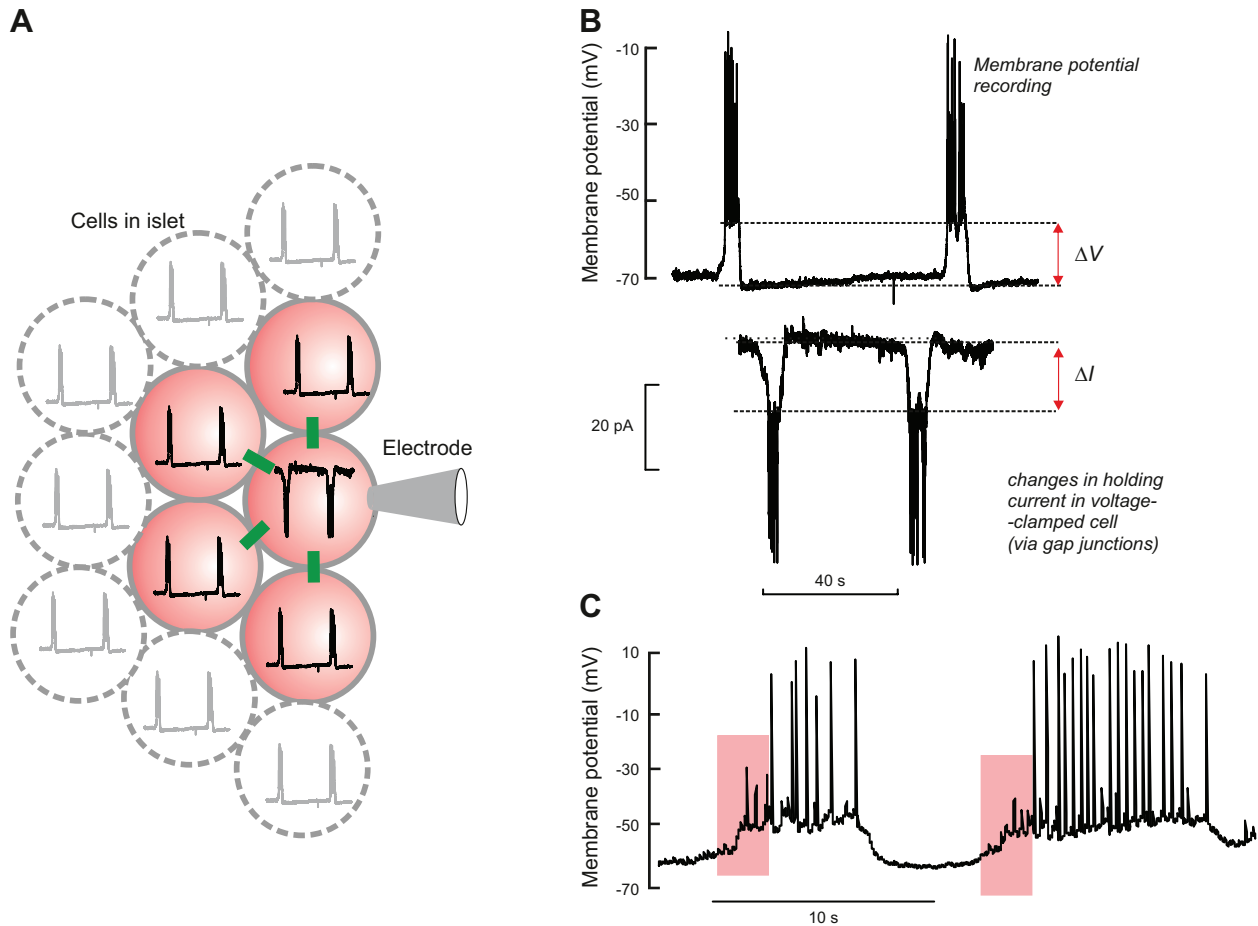 A
Cells in islet
Electrode
B
Membrane potential (mV)
-10
-30
-50
-70
Membrane potential
recording
ΔV
ΔI
20 pA
changes in holding
current in voltage-
-clamped cell
(via gap junctions)
40 s
C
Membrane potential (mV)
10
-10
-30
-50
-70
10 s